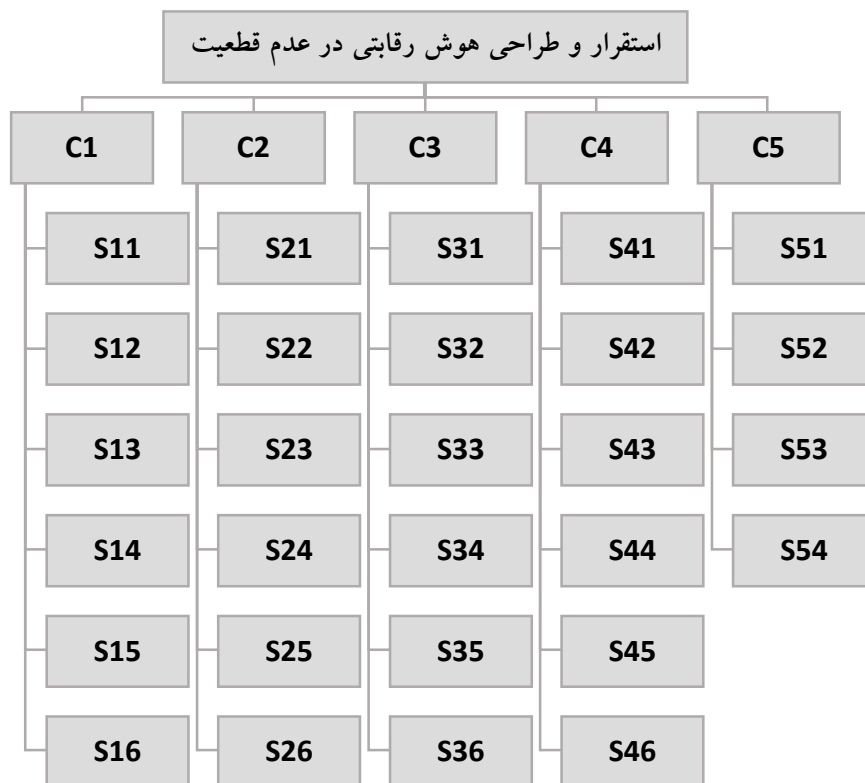 استقرار و طراحی هوش رقابتی در عدم قطعیت
C1 C2 C3 C4 C5
S11 S21 S31 S41 S51
S12 S22 S32 S42 S52
S13 S23 S33 S43 S53
S14 S24 S34 S44 S54
S15 S25 S35 S45
S16 S26 S36 S46